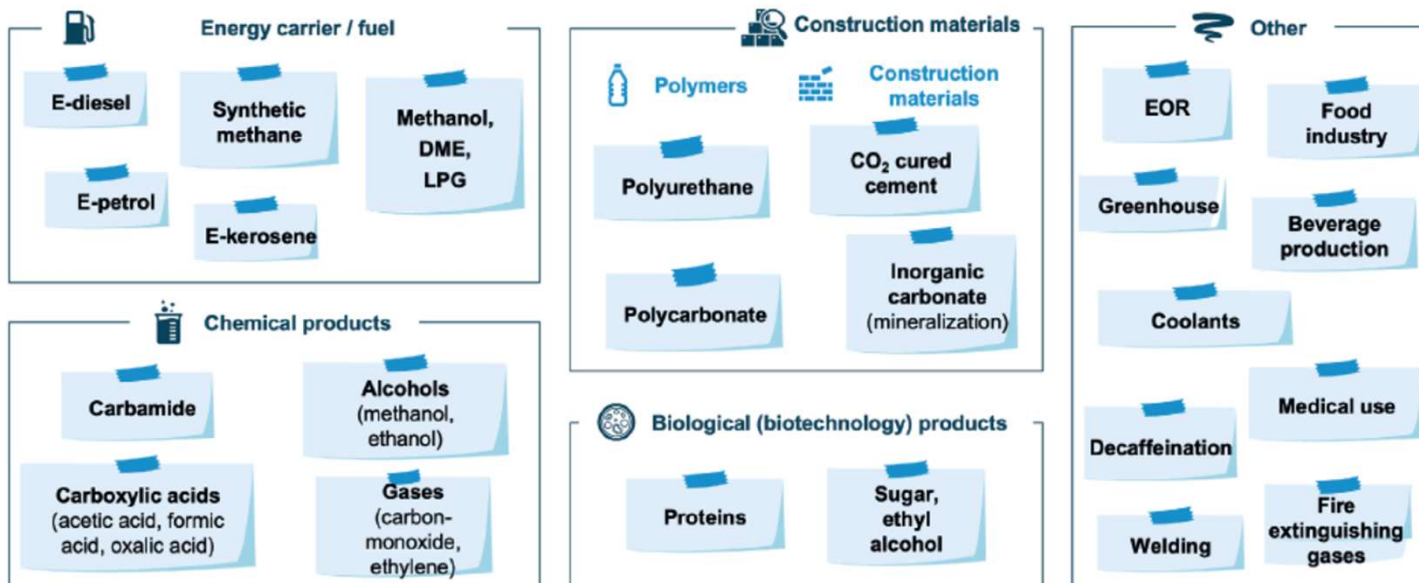 Energy carrier / fuel
E-diesel
Synthetic
methane
Methanol,
DME,
LPG
E-petrol
E-kerosene
Chemical products
Carbamide
Alcohols
(methanol,
ethanol)
Carboxylic acids
(acetic acid, formic
acid, oxalic acid)
Gases
(carbon-
monoxide,
ethylene)
Construction materials
Polymers
Construction
materials
Polyurethane
CO₂ cured
cement
Polycarbonate
Inorganic
carbonate
(mineralization)
Biological (biotechnology) products
Proteins
Sugar,
ethyl
alcohol
Other
EOR
Food
industry
Greenhouse
Beverage
production
Coolants
Medical use
Decaffeination
Welding
Fire
extinguishing
gases